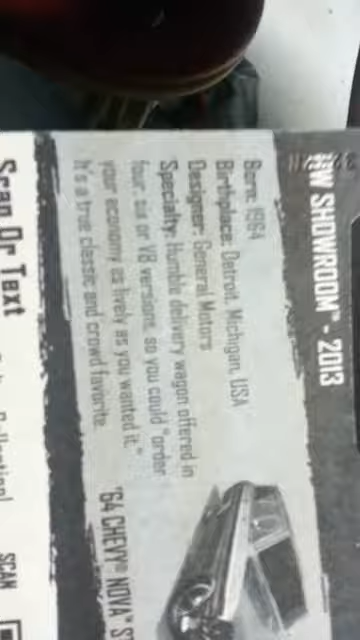 HW SHOWROOM™ - 2013
Born: 1964
Birthplace: Detroit, Michigan, USA
Designer: General Motors
Specialty: Humble delivery wagon offered in
four, six or V8 versions, so you could "order
your economy as lively as you wanted it."
It's a true classic and crowd favorite.
'64 CHEVY® NOVA™ S
Scan Or Text
SCAN